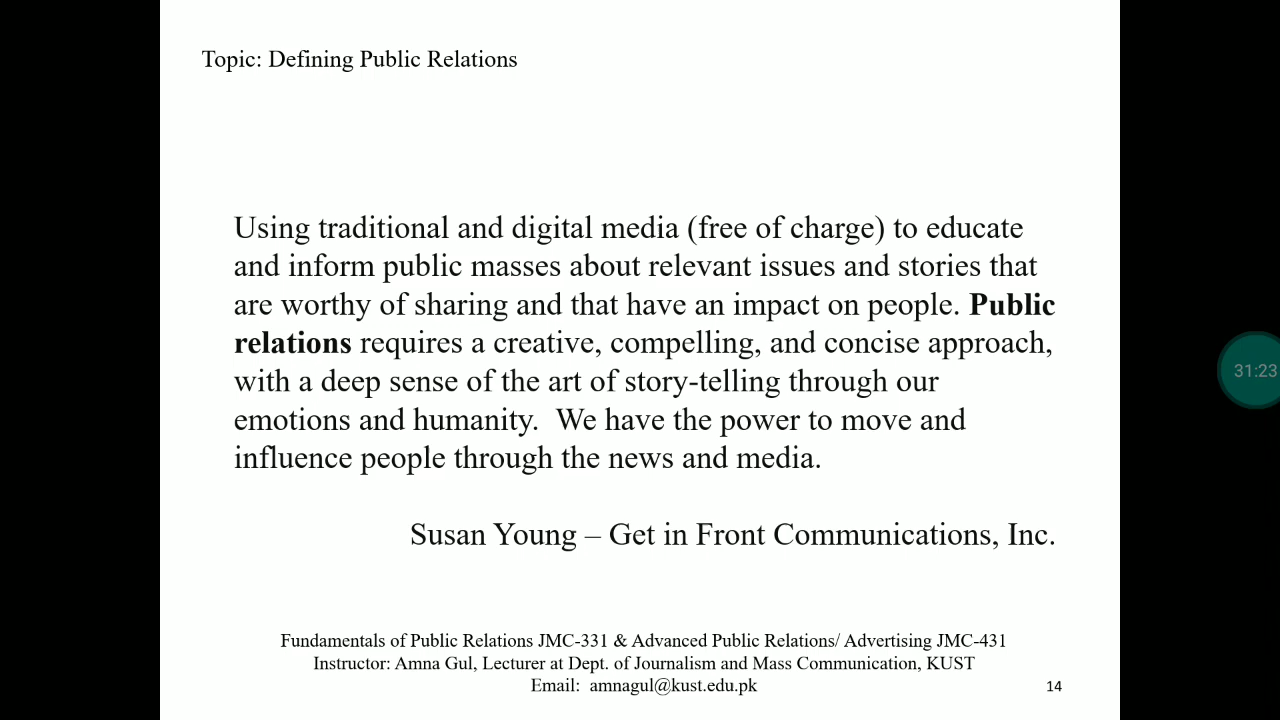 Topic: Defining Public Relations
Using traditional and digital media (free of charge) to educate
and inform public masses about relevant issues and stories that
are worthy of sharing and that have an impact on people. Public
relations requires a creative, compelling, and concise approach,
with a deep sense of the art of story-telling through our
emotions and humanity.  We have the power to move and
influence people through the news and media.
31:23
Susan Young – Get in Front Communications, Inc.
Fundamentals of Public Relations JMC-331 & Advanced Public Relations/ Advertising JMC-431
Instructor: Amna Gul, Lecturer at Dept. of Journalism and Mass Communication, KUST
Email:  amnagul@kust.edu.pk
14